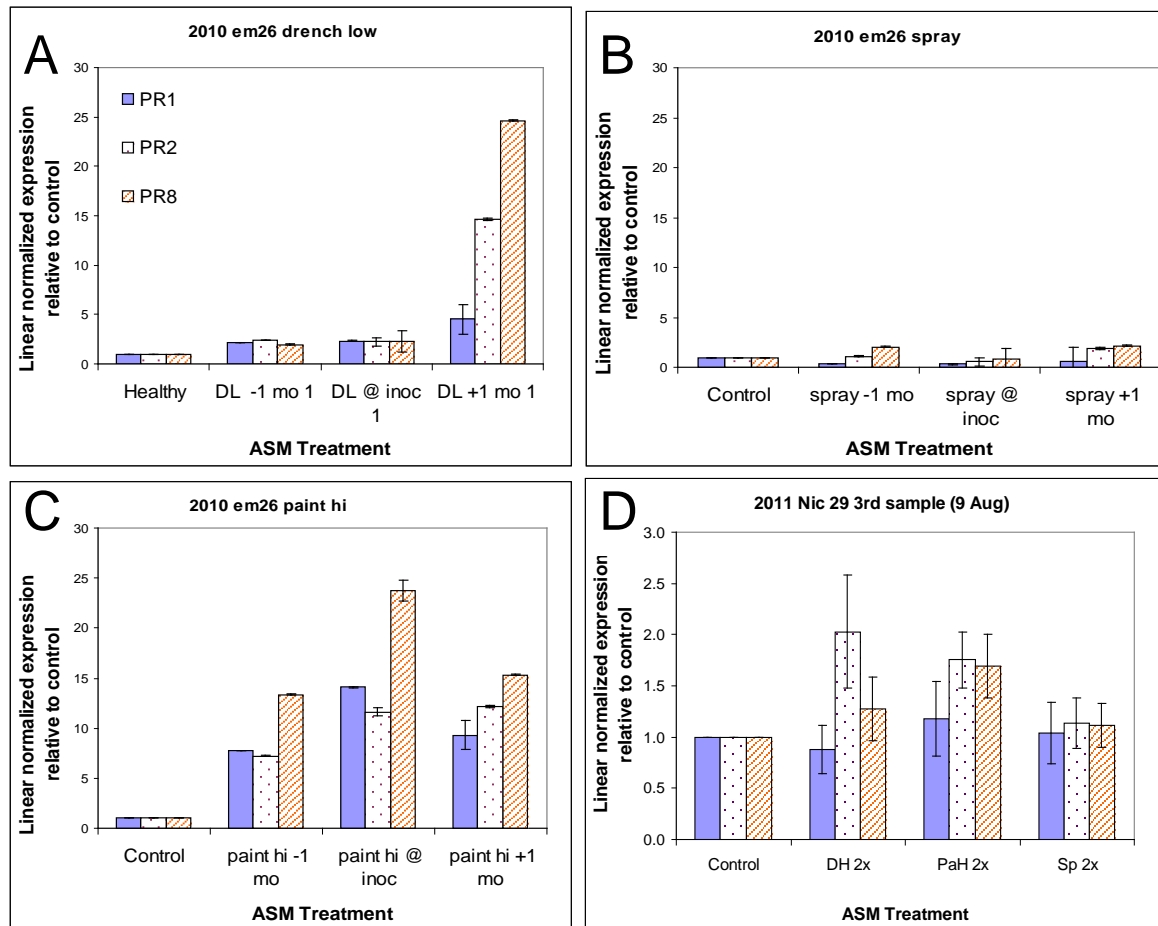 A
2010 em26 drench low
Linear normalized expression
relative to control
30
25
20
15
10
5
0
PR1
PR2
PR8
Healthy
DL -1 mo 1
DL @ inoc
1
DL +1 mo 1
ASM Treatment
B
2010 em26 spray
Linear normalized expression
relative to control
30
25
20
15
10
5
0
Control
spray -1 mo
spray @
inoc
spray +1
mo
ASM Treatment
C
2010 em26 paint hi
Linear normalized expression
relative to control
30
25
20
15
10
5
0
Control
paint hi -1
mo
paint hi @
inoc
paint hi +1
mo
ASM Treatment
D
2011 Nic 29 3rd sample (9 Aug)
Linear normalized expression
relative to control
3.0
2.5
2.0
1.5
1.0
0.5
0.0
Control
DH 2x
PaH 2x
Sp 2x
ASM Treatment